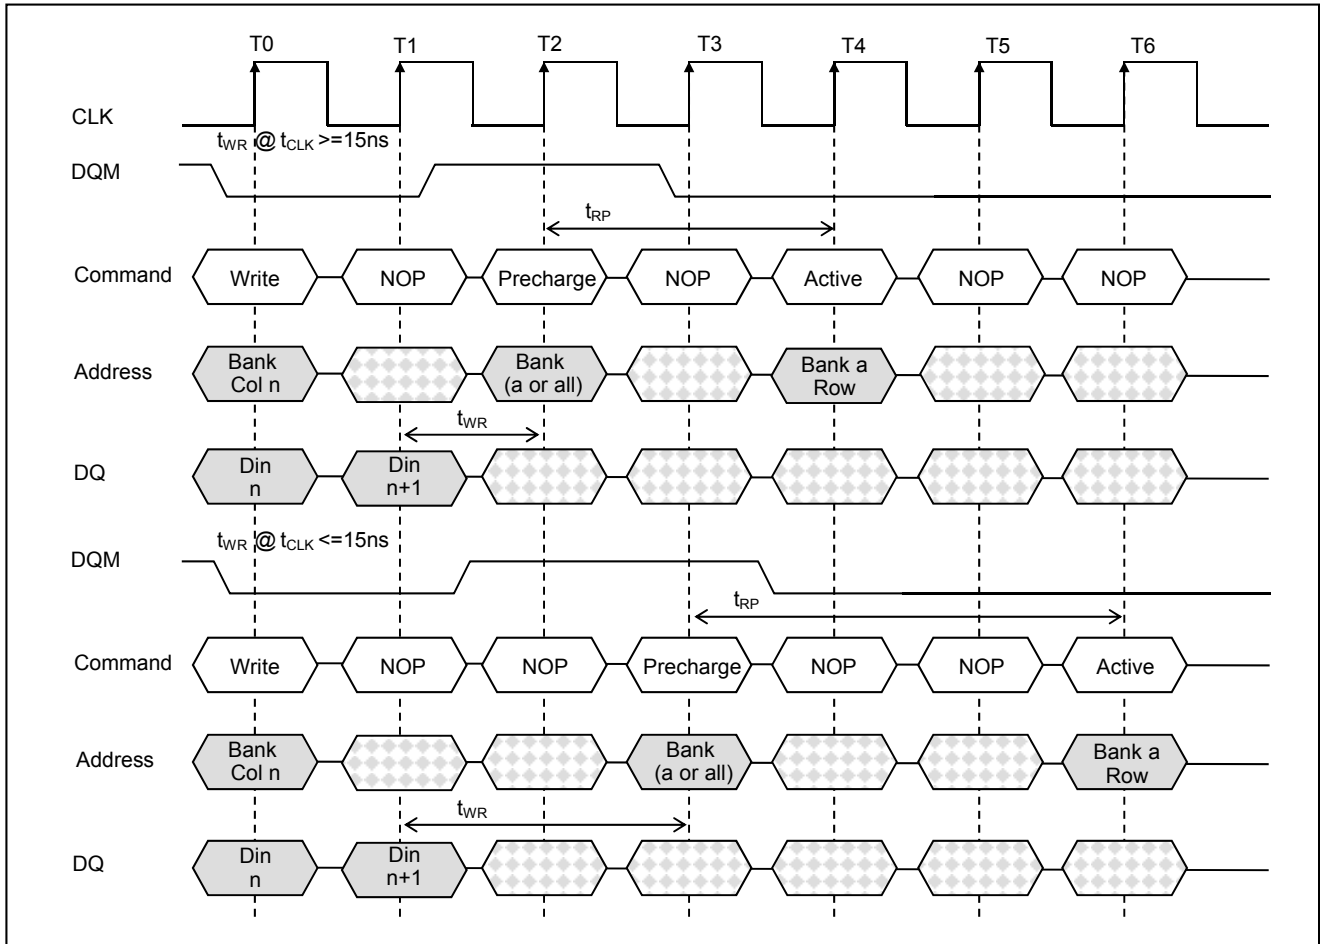 T0 T1 T2 T3 T4 T5 T6
CLK
tWR @ tCLK >=15ns
DQM
tRP
Command Write NOP Precharge NOP Active NOP NOP
Address Bank Col n Bank (a or all) Bank a Row
tWR
DQ Din n Din n+1
tWR @ tCLK <=15ns
DQM
tRP
Command Write NOP NOP Precharge NOP NOP Active
Address Bank Col n Bank (a or all) Bank a Row
tWR
DQ Din n Din n+1